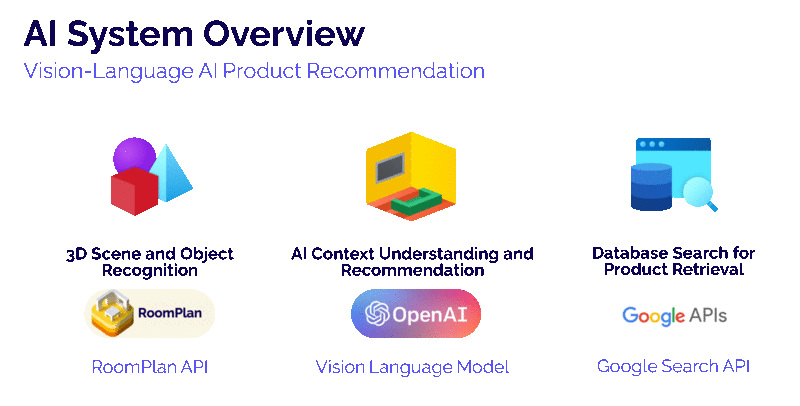 AI System Overview
Vision-Language AI Product Recommendation
3D Scene and Object
Recognition
AI Context Understanding and
Recommendation
Database Search for
Product Retrieval
RoomPlan
OpenAI
Google APIs
RoomPlan API
Vision Language Model
Google Search API